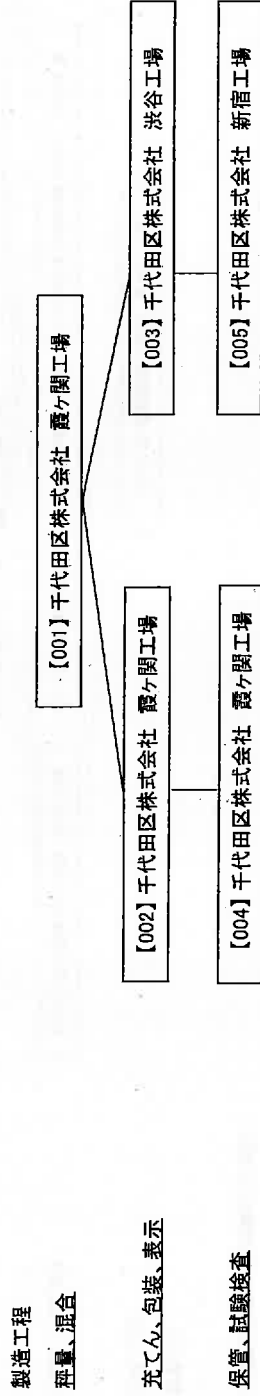 製造工程
秤量、混合
【001】千代田区株式会社 霞ヶ関工場
充てん、包装、表示
【002】千代田区株式会社 霞ヶ関工場
【003】千代田区株式会社 渋谷工場
保管、試験検査
【004】千代田区株式会社 霞ヶ関工場
【005】千代田区株式会社 新宿工場